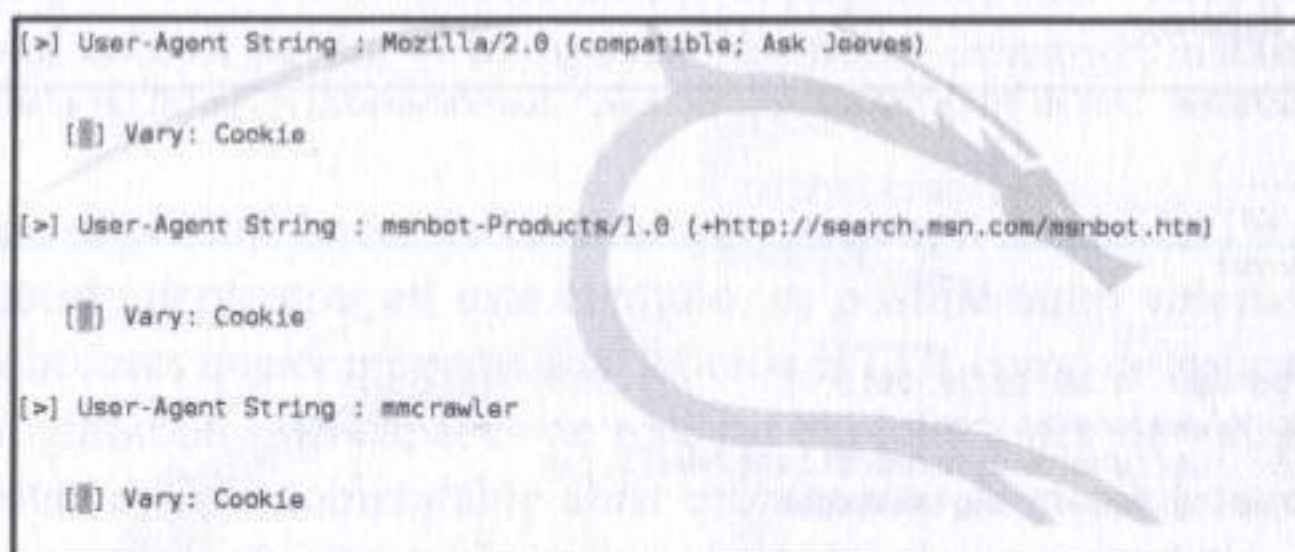 [>] User-Agent String : Mozilla/2.0 (compatible; Ask Jeeves)
[] Vary: Cookie
[>] User-Agent String : msnbot-Products/1.0 (+http://search.msn.com/msnbot.htm)
[] Vary: Cookie
[>] User-Agent String : mmcrawler
[] Vary: Cookie